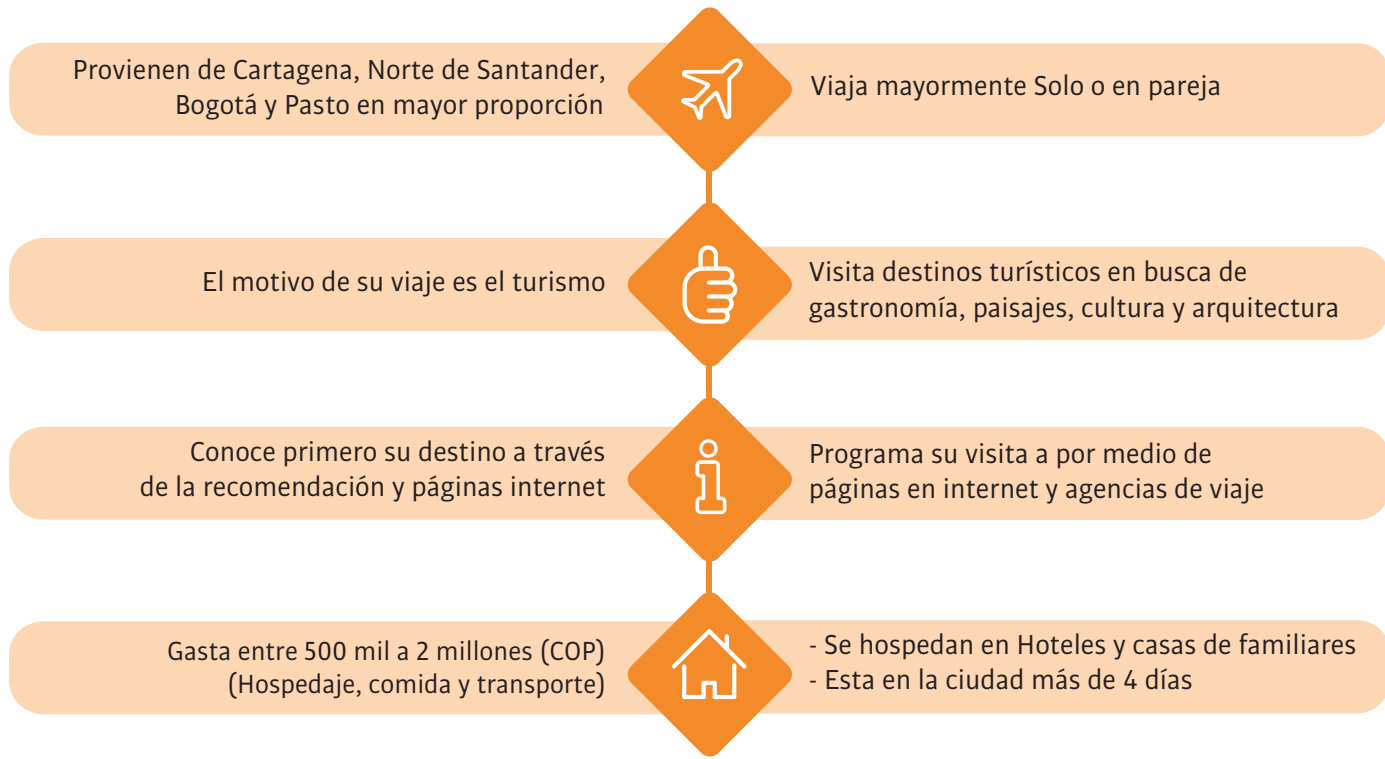 Provienen de Cartagena, Norte de Santander,
Bogotá y Pasto en mayor proporción
Viaja mayormente Solo o en pareja
El motivo de su viaje es el turismo
Visita destinos turísticos en busca de
gastronomía, paisajes, cultura y arquitectura
Conoce primero su destino a través
de la recomendación y páginas internet
Programa su visita a por medio de
páginas en internet y agencias de viaje
Gasta entre 500 mil a 2 millones (COP)
(Hospedaje, comida y transporte)
- Se hospedan en Hoteles y casas de familiares
- Esta en la ciudad más de 4 días